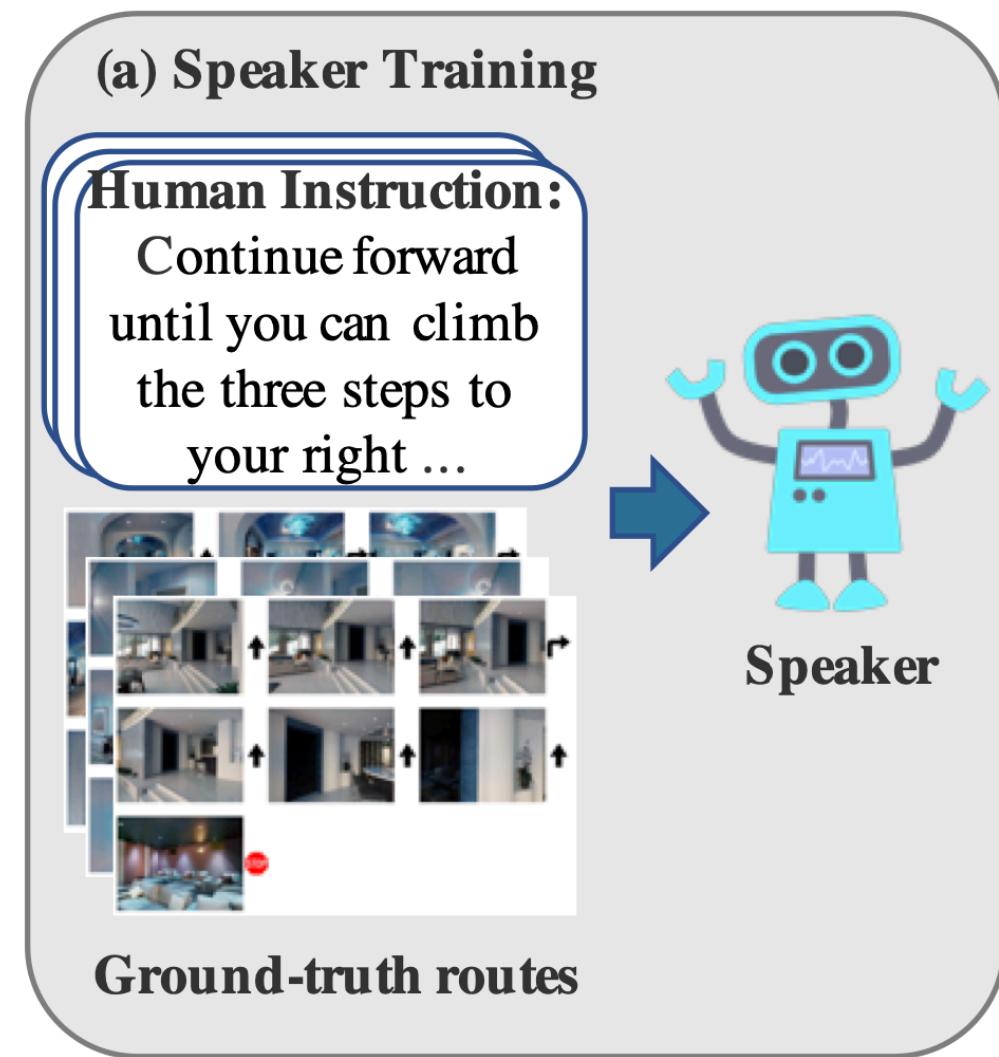 (a) Speaker Training
Human Instruction:
Continue forward
until you can climb
the three steps to
your right ...
STOP
Speaker
Ground-truth routes